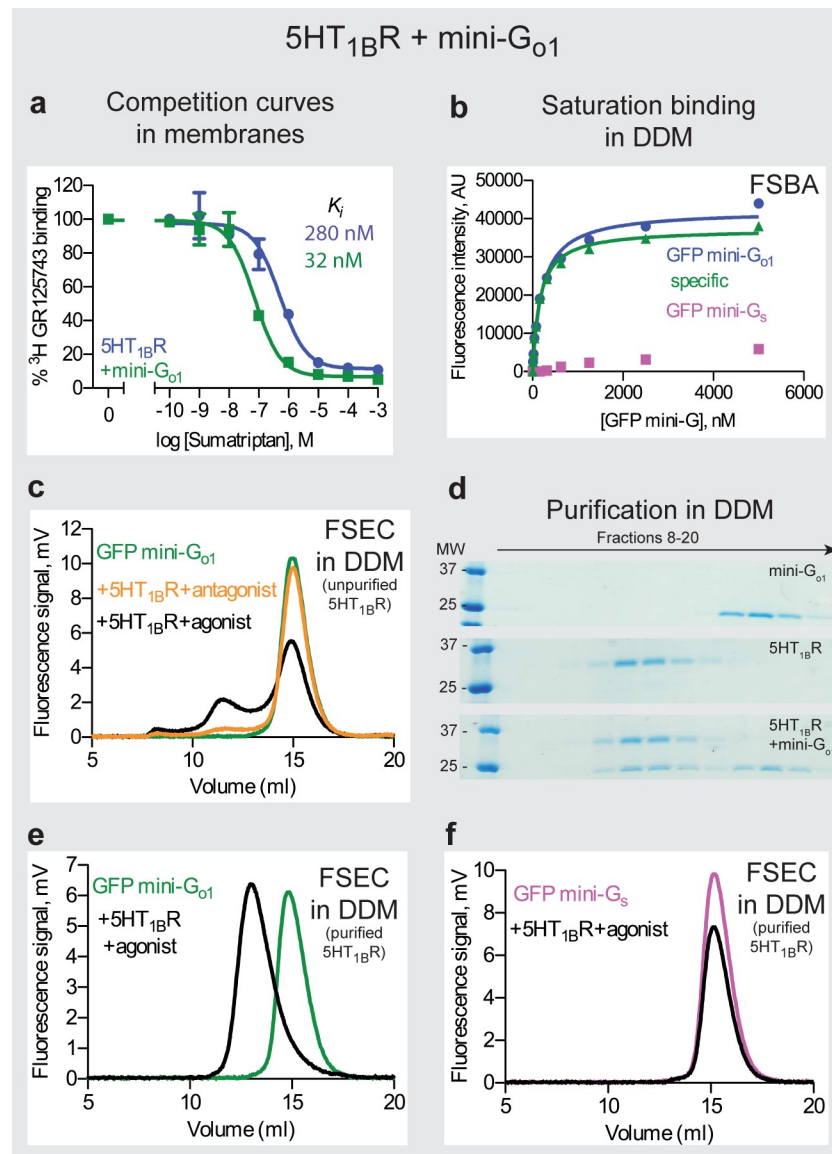 5HT1BR + mini-Go1
a
Competition curves
in membranes
% ³H GR125743 binding
120
100
80
60
40
20
0
Ki
280 nM
32 nM
5HT1BR
+mini-Go1
0
-10 -9 -8 -7 -6 -5 -4 -3
log [Sumatriptan], M
b
Saturation binding
in DDM
Fluorescence intensity, AU
50000
40000
30000
20000
10000
0
FSBA
GFP mini-Go1
specific
GFP mini-Gs
0 2000 4000 6000
[GFP mini-G], nM
c
Fluorescence signal, mV
12
10
8
6
4
2
0
GFP mini-Go1
+5HT1BR+antagonist
+5HT1BR+agonist
FSEC
in DDM
(unpurified
5HT1BR)
5 10 15 20
Volume (ml)
d
Purification in DDM
Fractions 8-20
MW
37 -
25 -
mini-Go1
37 -
25 -
5HT1BR
37 -
25 -
5HT1BR
+mini-Go
e
Fluorescence signal, mV
7
6
5
4
3
2
1
0
GFP mini-Go1
+5HT1BR
+agonist
FSEC
in DDM
(purified
5HT1BR)
5 10 15 20
Volume (ml)
f
Fluorescence signal, mV
10
8
6
4
2
0
GFP mini-Gs
+5HT1BR+agonist
FSEC
in DDM
(purified
5HT1BR)
5 10 15 20
Volume (ml)